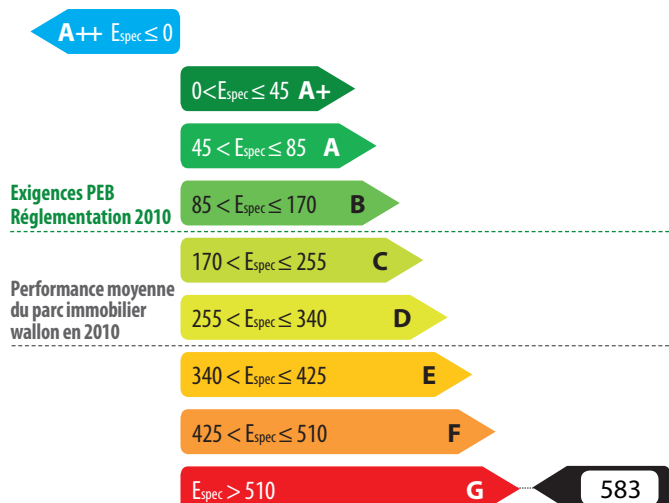 A++ Espec ≤ 0
0<Espec ≤ 45 A+
45 < Espec ≤ 85 A
Exigences PEB
Réglementation 2010
85 < Espec ≤ 170 B
170 < Espec ≤ 255 C
Performance moyenne
du parc immobilier
wallon en 2010
255 < Espec ≤ 340 D
340 < Espec ≤ 425 E
425 < Espec ≤ 510 F
Espec > 510 G 583